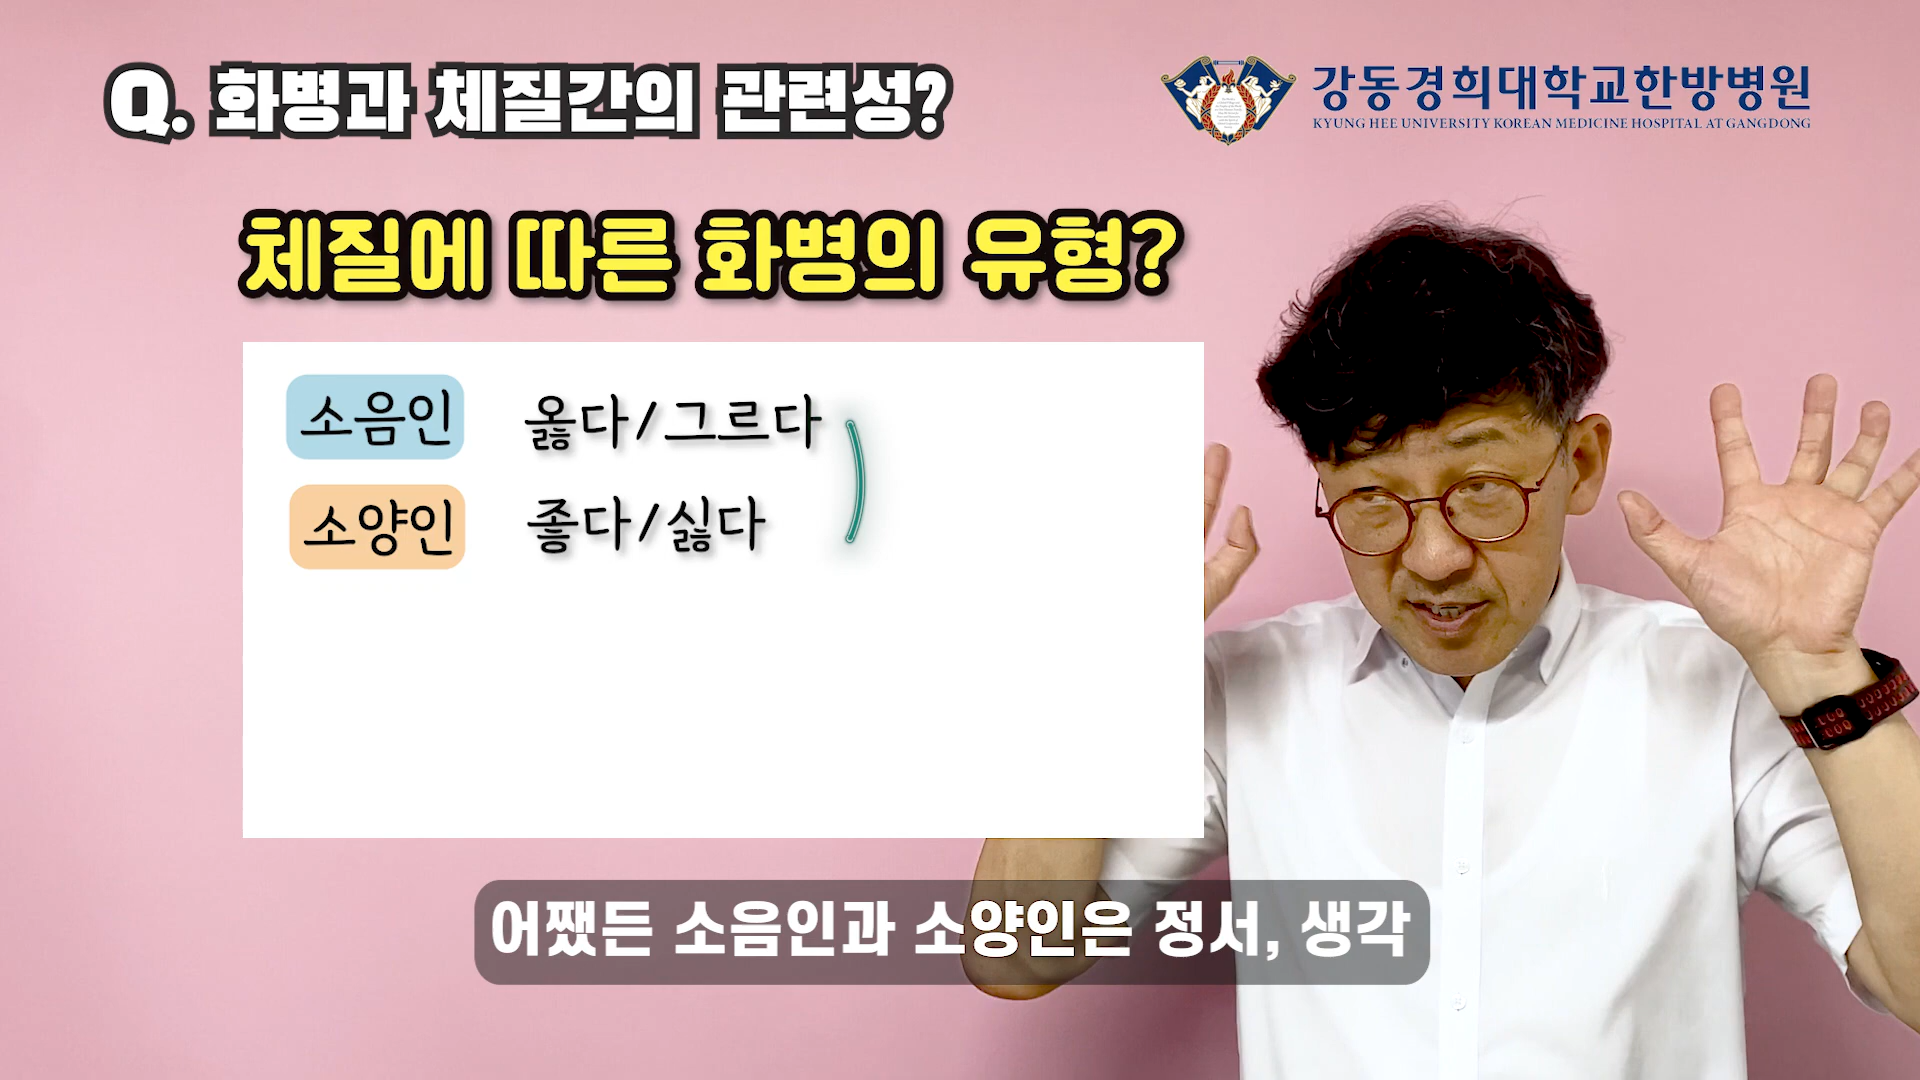 Q. 화병과 체질간의 관련성?
강동경희대학교한방병원
KYUNG HEE UNIVERSITY KOREAN MEDICINE HOSPITAL AT GANGDONG
체질에 따른 화병의 유형?
소음인 옳다/그르다
소양인 좋다/싫다
어쨌든 소음인과 소양인은 정서, 생각